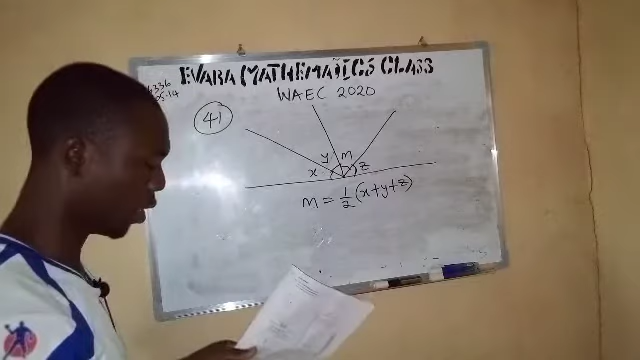 EVARA MATHEMATICS CLASS
WAEC 2020
41
y m
x z
m = 1/2 (x+y+z)